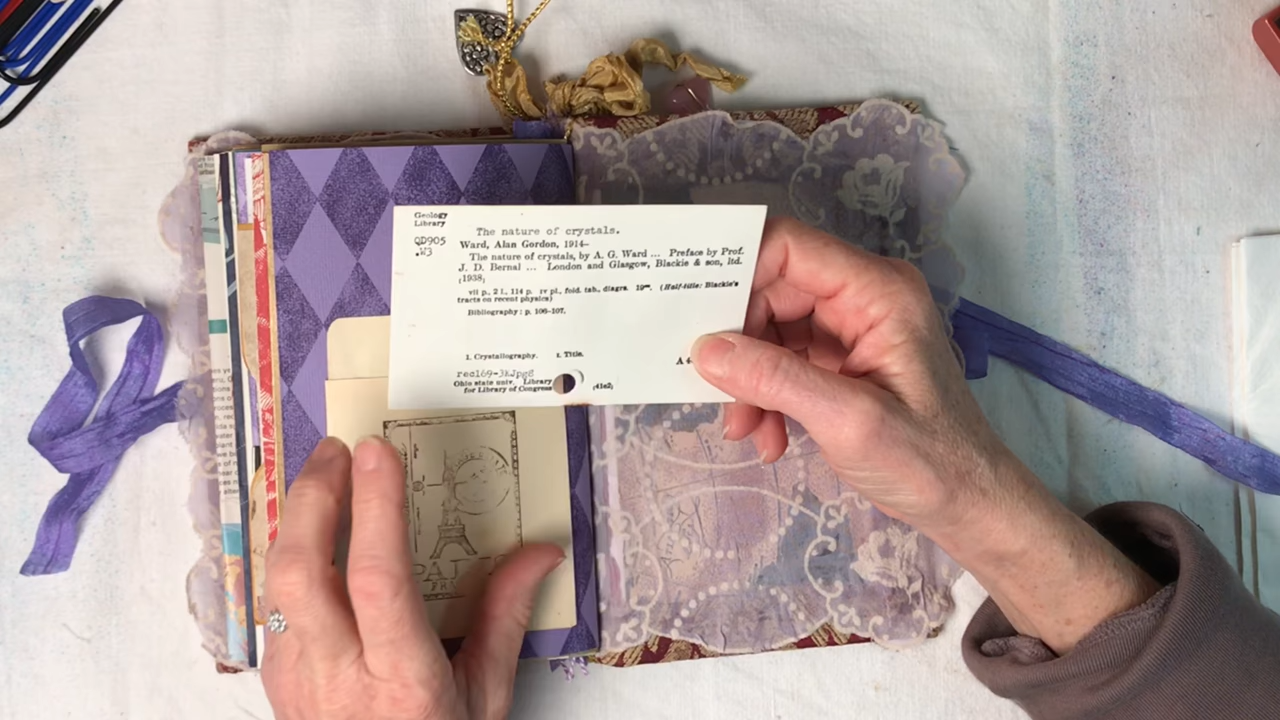 Geology
Library
QD905
.W3
The nature of crystals.
Ward, Alan Gordon, 1914–
The nature of crystals, by A. G. Ward ... Preface by Prof.
J. D. Bernal ... London and Glasgow, Blackie & son, ltd.
[1938]
vii p., 2 l., 114 p. IV pl., fold. tab., diagrs. 19cm. (Half-title: Blackie's
tracts on recent physics)
Bibliography: p. 106–107.
1. Crystallography. I. Title.
A 4
Ohio state univ. Library
for Library of Congress